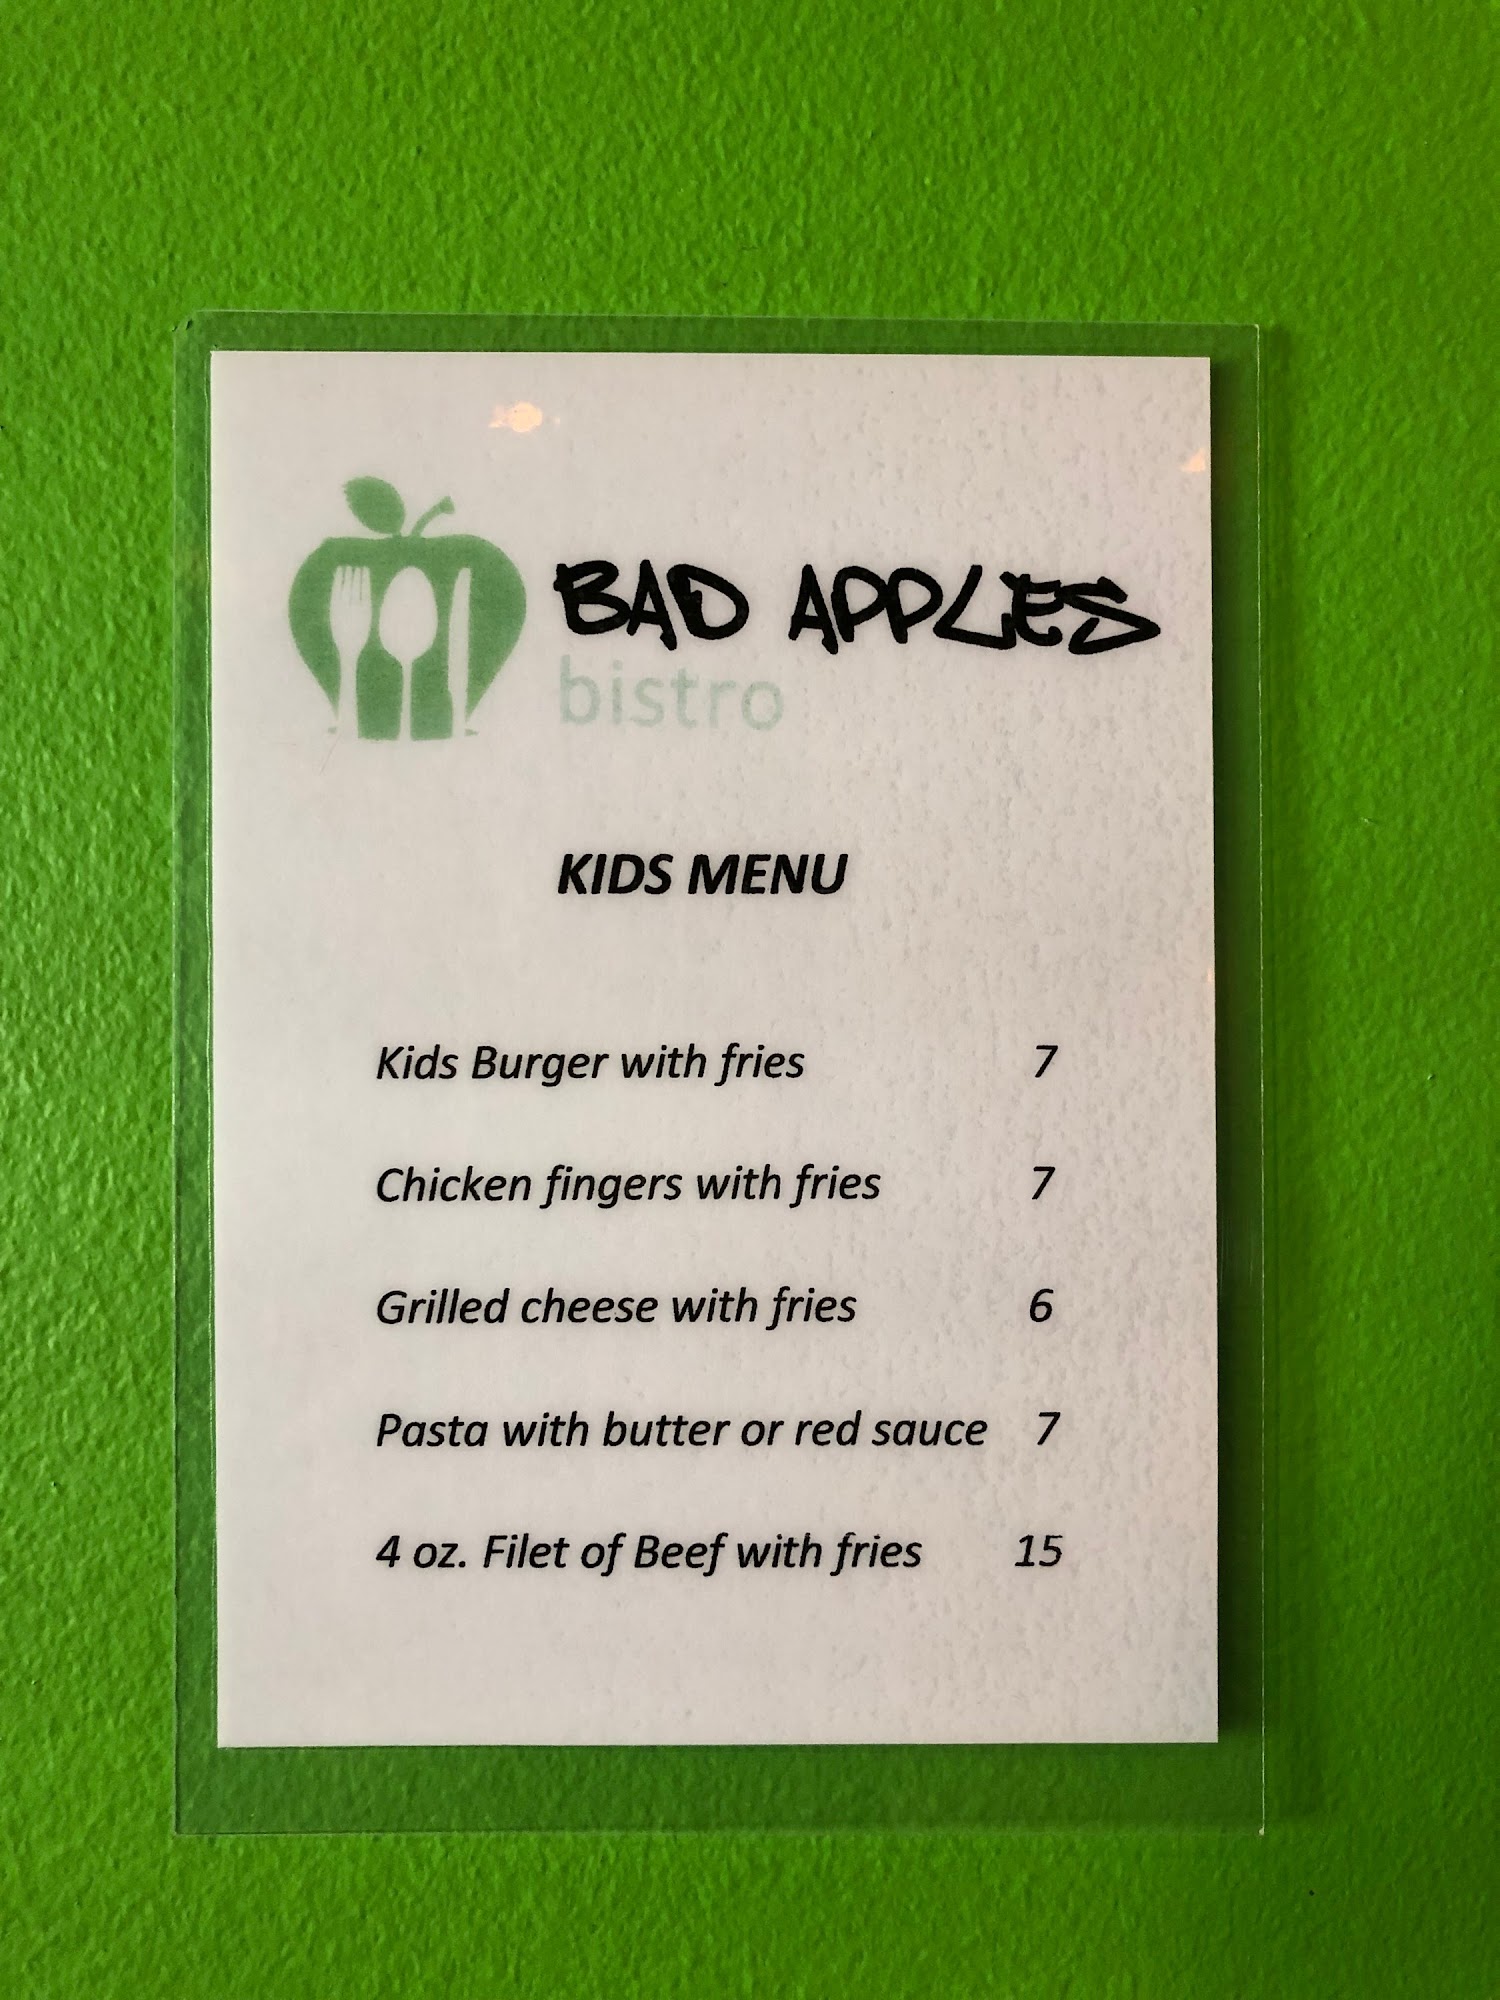 BAD APPLES
bistro
KIDS MENU
Kids Burger with fries 7
Chicken fingers with fries 7
Grilled cheese with fries 6
Pasta with butter or red sauce 7
4 oz. Filet of Beef with fries 15